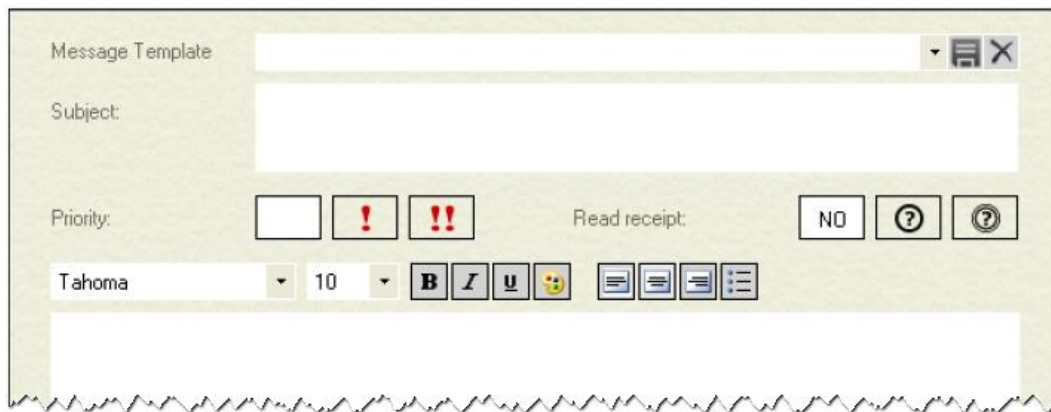 Message Template
Subject:
Priority: ! !! Read receipt: NO ? ?
Tahoma 10 B I U